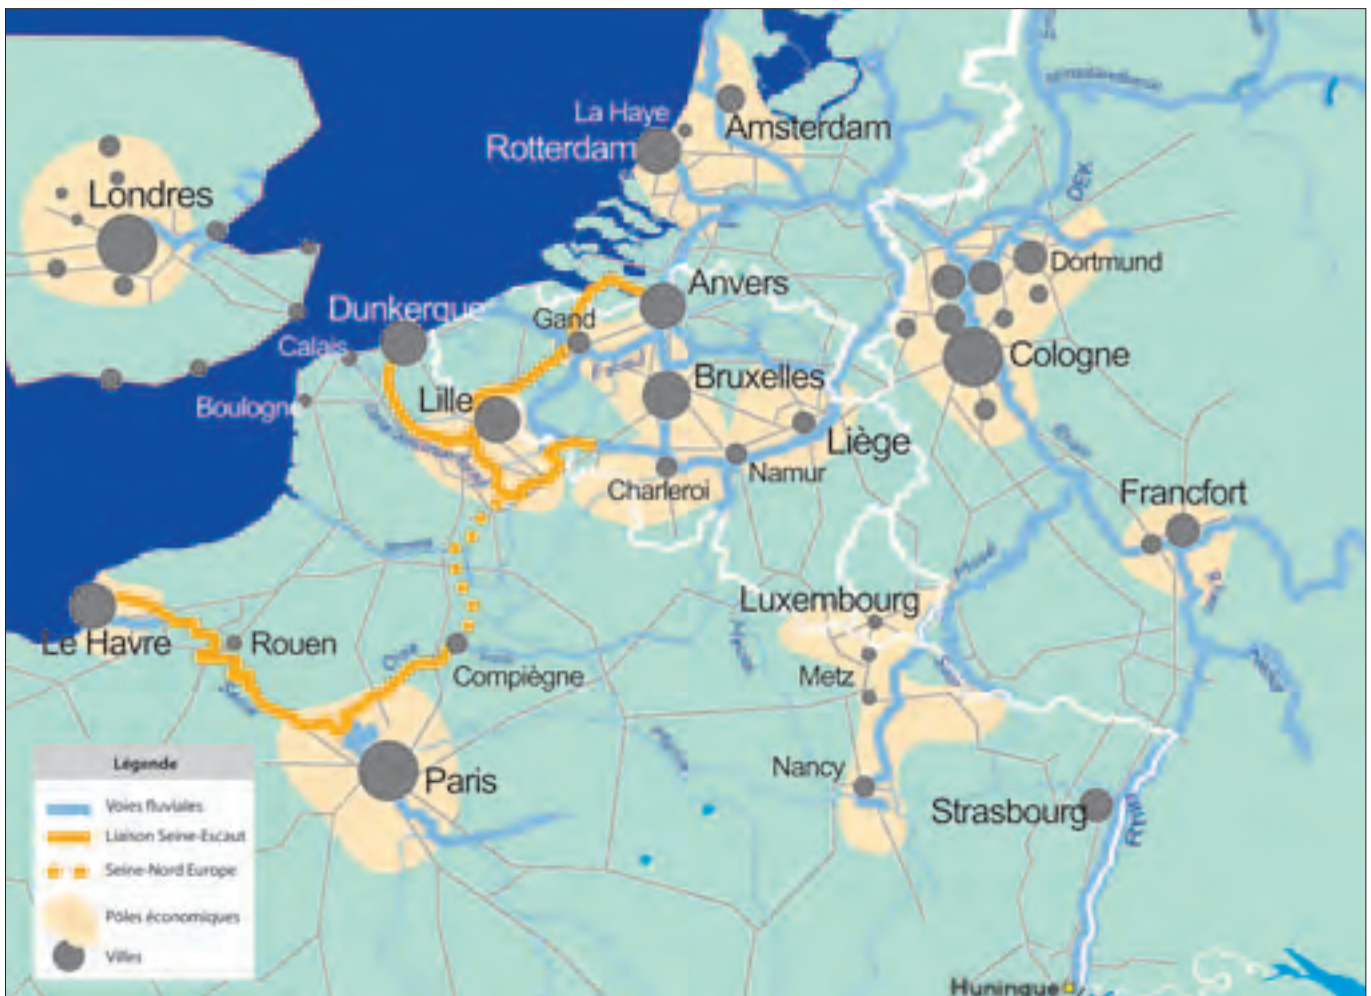 La Haye
Amsterdam
Rotterdam
Londres
DEK
Dortmund
Anvers
Dunkerque
Gand
Calais
Cologne
Bruxelles
Lille
Boulogne
Liège
Namur
Charleroi
Francfort
Mosel
Luxembourg
Le Havre
Rouen
Oise
Compiègne
Metz
Légende
Voies fluviales
Liaison Seine-Escaut
Seine-Nord Europe
Pôles économiques
Villes
Paris
Nancy
Strasbourg
Rhin
Huningue